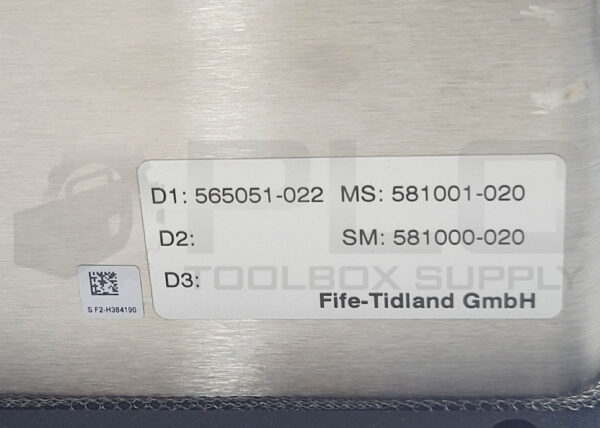 D1: 565051-022 MS: 581001-020
D2: SM: 581000-020
D3:
Fife-Tidland GmbH
S F2-H384190
PLC
TOOLBOX SUPPLY